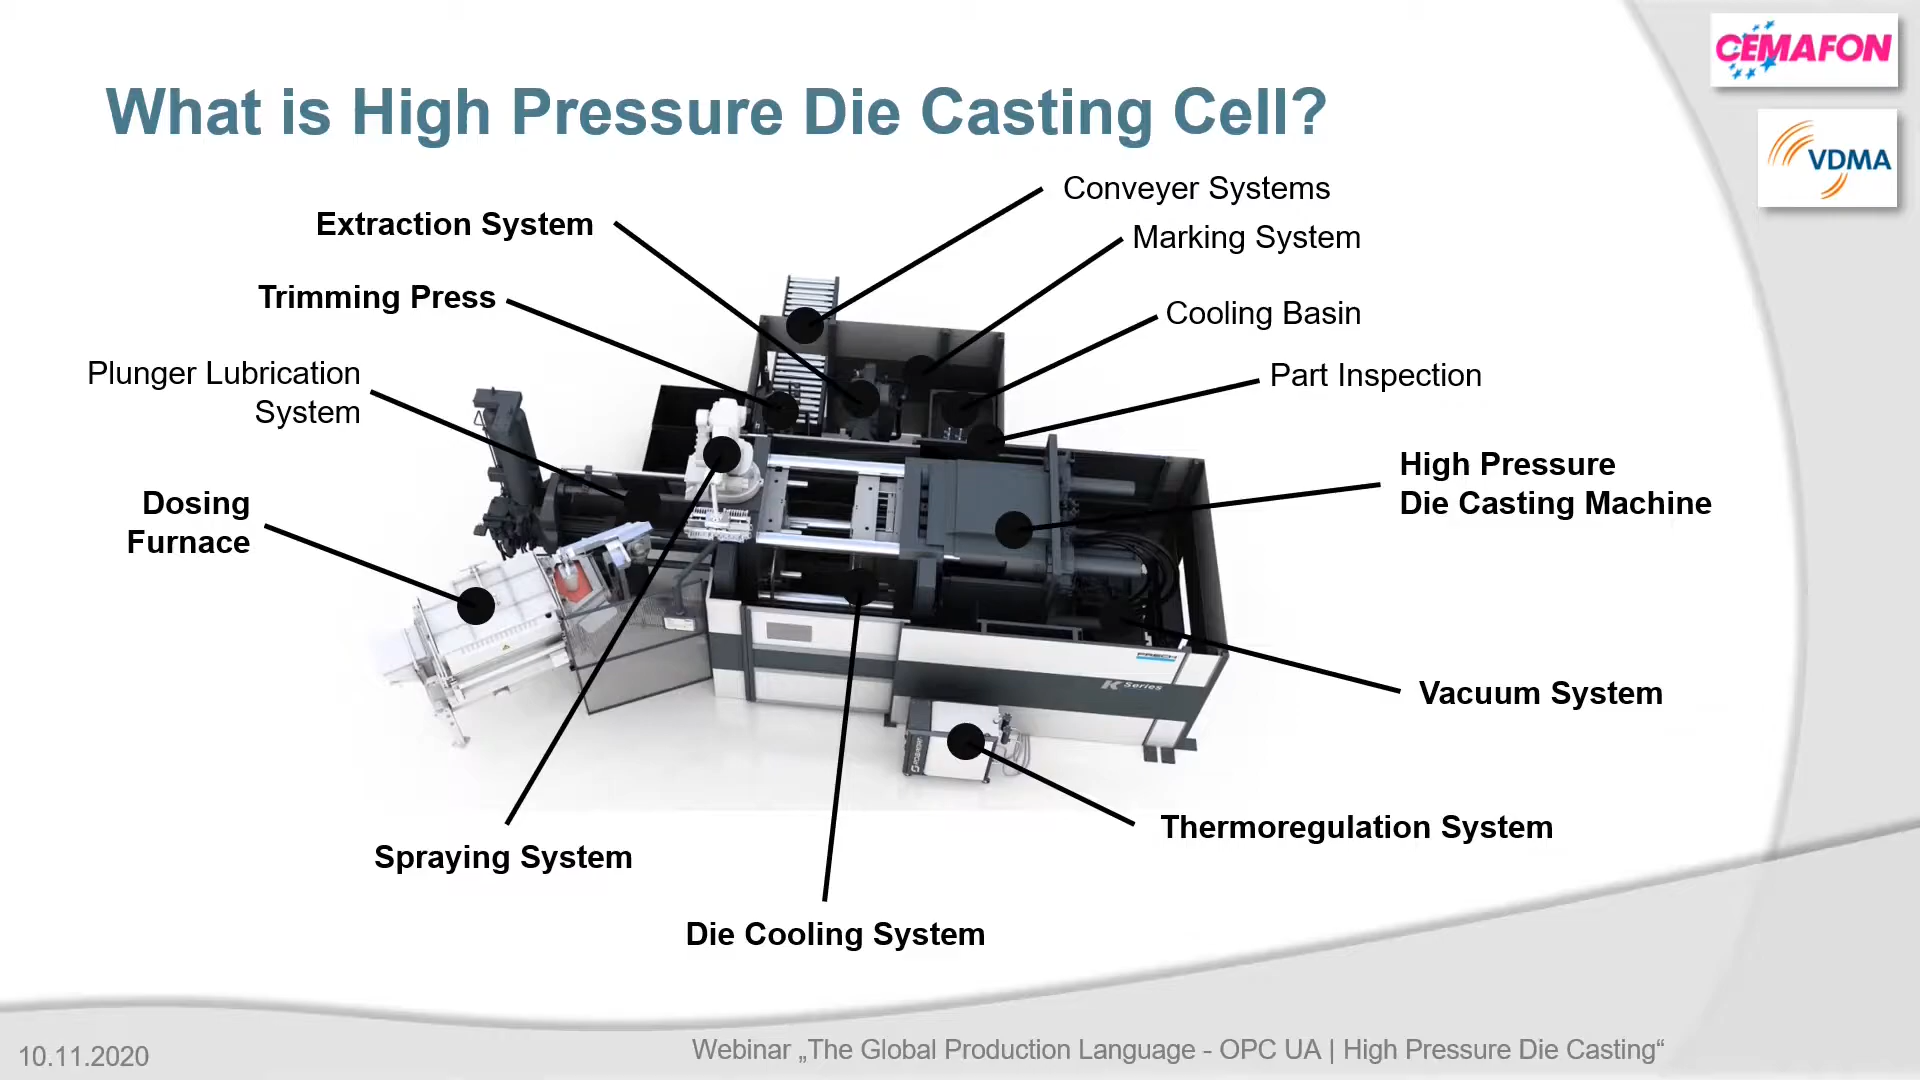 CEMAFON
What is High Pressure Die Casting Cell?
VDMA
Conveyer Systems
Extraction System
Marking System
Trimming Press
Cooling Basin
Plunger Lubrication
System
Part Inspection
High Pressure
Die Casting Machine
Dosing
Furnace
FRECH
K Series
Vacuum System
Thermoregulation System
Spraying System
Die Cooling System
10.11.2020
Webinar „The Global Production Language - OPC UA | High Pressure Die Casting“